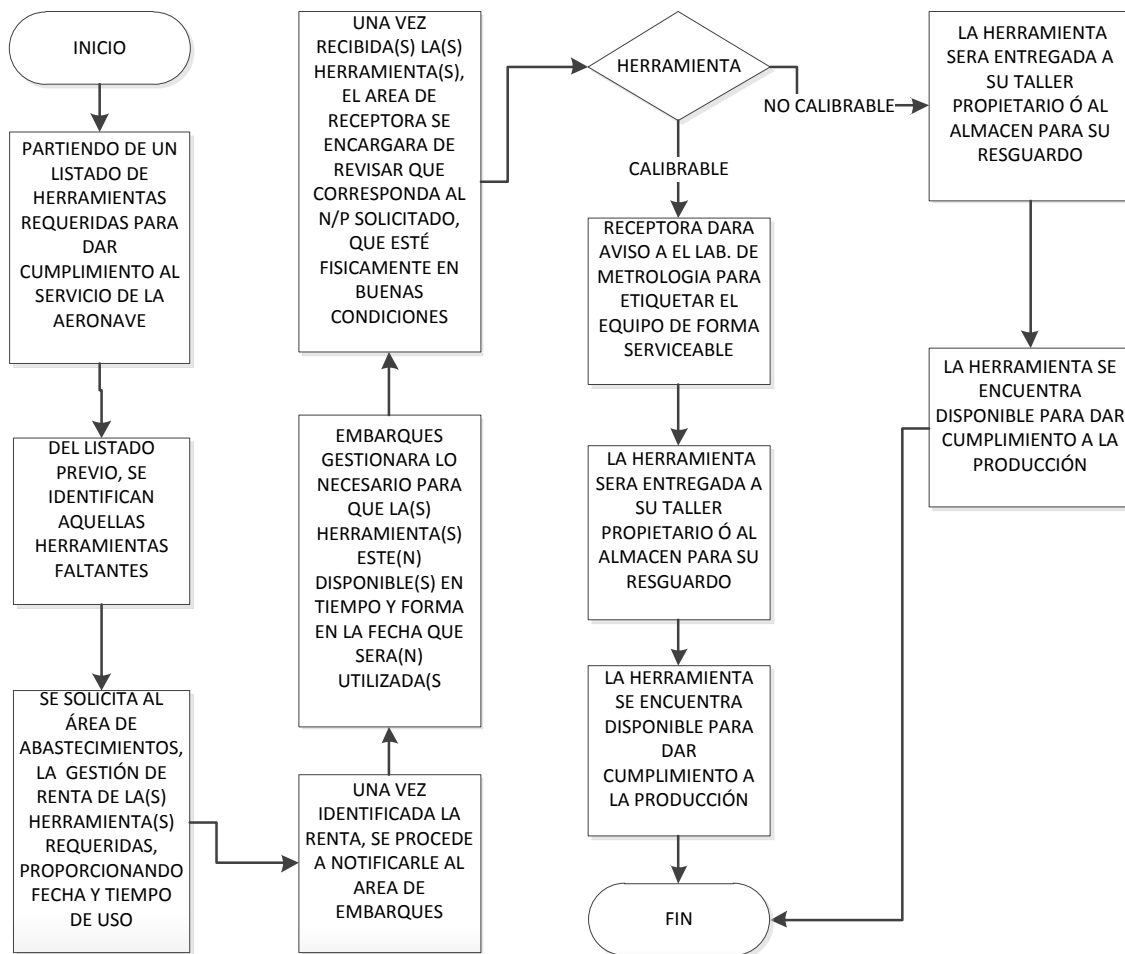 INICIO
PARTIENDO DE UN
LISTADO DE
HERRAMIENTAS
REQUERIDAS PARA
DAR
CUMPLIMIENTO AL
SERVICIO DE LA
AERONAVE
DEL LISTADO
PREVIO, SE
IDENTIFICAN
AQUELLAS
HERRAMIENTAS
FALTANTES
SE SOLICITA AL
ÁREA DE
ABASTECIMIENTOS,
LA GESTIÓN DE
RENTA DE LA(S)
HERRAMIENTA(S)
REQUERIDAS,
PROPORCIONANDO
FECHA Y TIEMPO
DE USO
UNA VEZ
IDENTIFICADA LA
RENTA, SE PROCEDE
A NOTIFICARLE AL
AREA DE
EMBARQUES
EMBARQUES
GESTIONARA LO
NECESARIO PARA
QUE LA(S)
HERRAMIENTA(S)
ESTE(N)
DISPONIBLE(S) EN
TIEMPO Y FORMA
EN LA FECHA QUE
SERA(N)
UTILIZADA(S
UNA VEZ
RECIBIDA(S) LA(S)
HERRAMIENTA(S),
EL AREA DE
RECEPTORA SE
ENCARGARA DE
REVISAR QUE
CORRESPONDA AL
N/P SOLICITADO,
QUE ESTÉ
FISICAMENTE EN
BUENAS
CONDICIONES
HERRAMIENTA
CALIBRABLE
RECEPTORA DARA
AVISO A EL LAB. DE
METROLOGIA PARA
ETIQUETAR EL
EQUIPO DE FORMA
SERVICEABLE
LA HERRAMIENTA
SERA ENTREGADA A
SU TALLER
PROPIETARIO Ó AL
ALMACEN PARA SU
RESGUARDO
LA HERRAMIENTA
SE ENCUENTRA
DISPONIBLE PARA
DAR
CUMPLIMIENTO A
LA PRODUCCIÓN
NO CALIBRABLE
LA HERRAMIENTA
SERA ENTREGADA A
SU TALLER
PROPIETARIO Ó AL
ALMACEN PARA SU
RESGUARDO
LA HERRAMIENTA SE
ENCUENTRA
DISPONIBLE PARA DAR
CUMPLIMIENTO A LA
PRODUCCIÓN
FIN